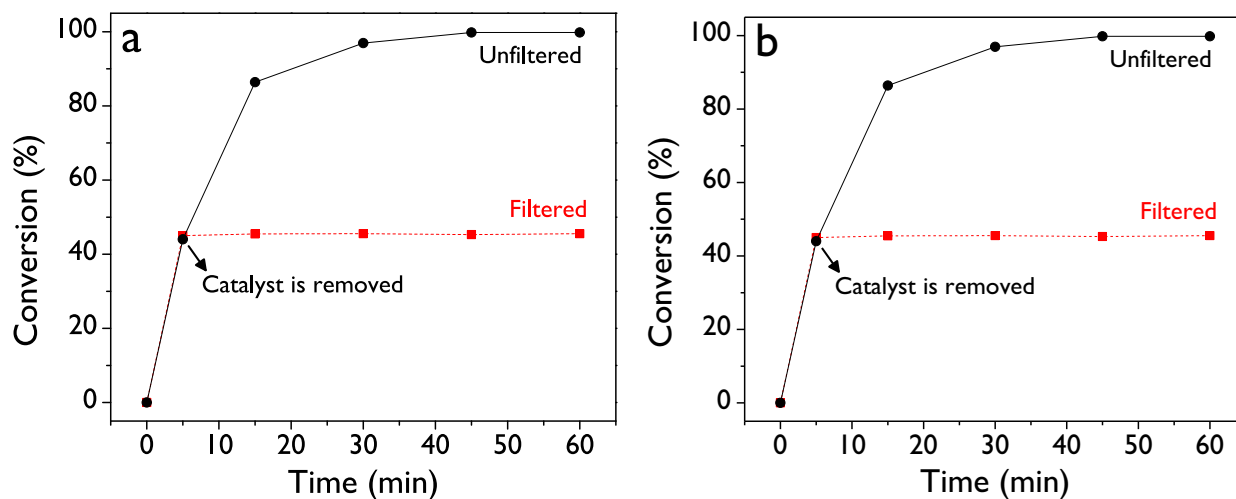 a
100
80
60
40
20
0
Conversion (%)
Unfiltered
Filtered
Catalyst is removed
0 10 20 30 40 50 60
Time (min)
b
100
80
60
40
20
0
Conversion (%)
Unfiltered
Filtered
Catalyst is removed
0 10 20 30 40 50 60
Time (min)